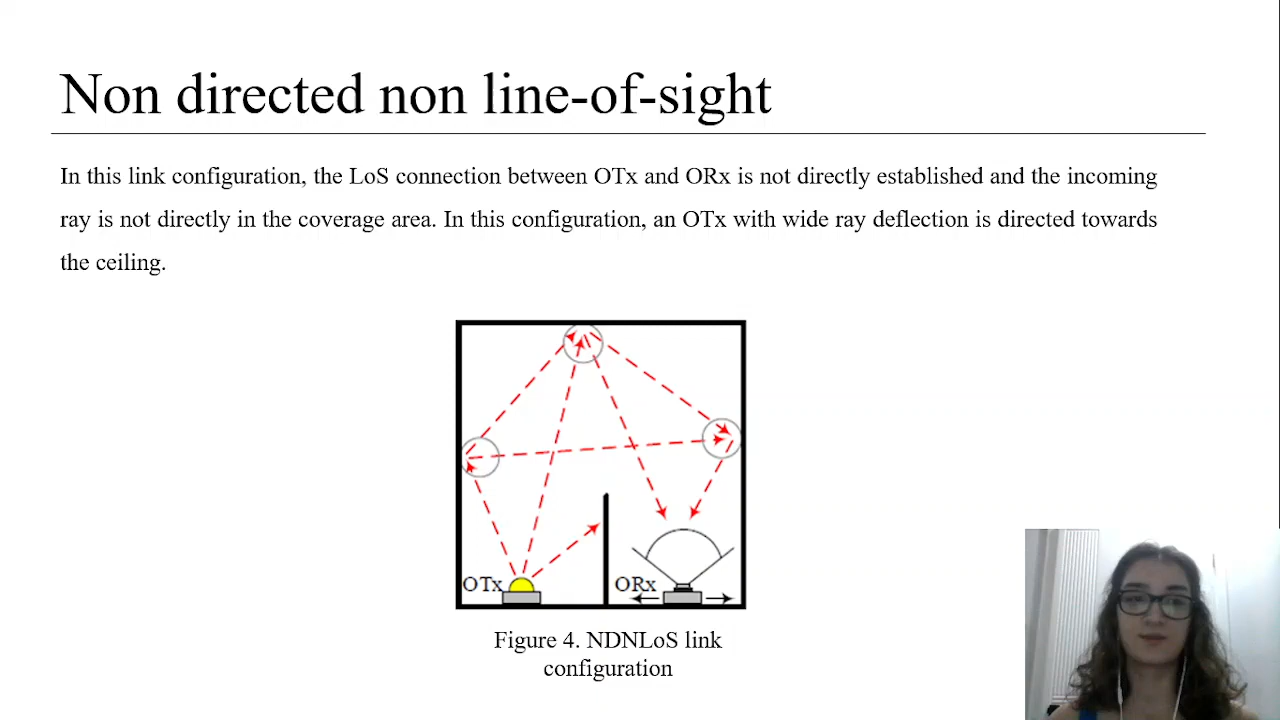 Non directed non line-of-sight
In this link configuration, the LoS connection between OTx and ORx is not directly established and the incoming
ray is not directly in the coverage area. In this configuration, an OTx with wide ray deflection is directed towards
the ceiling.
OTx
ORx
Figure 4. NDNLoS link
configuration